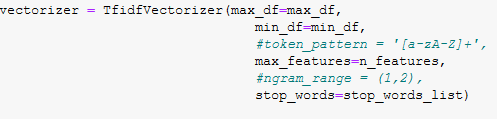 vectorizer = TfidfVectorizer(max_df=max_df,
min_df=min_df,
#token_pattern = '[a-zA-Z]+',
max_features=n_features,
#ngram_range = (1,2),
stop_words=stop_words_list)